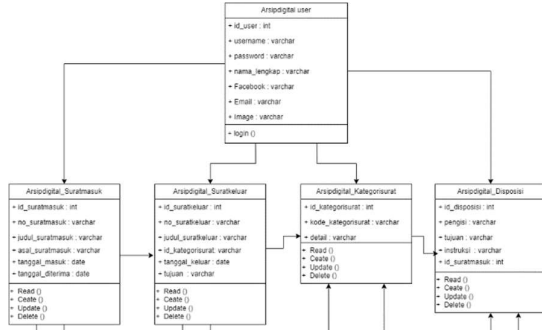 Arsipdigital user
+ id_user : int
+ username : varchar
+ password : varchar
+ nama_lengkap : varchar
+ Facebook : varchar
+ Email : varchar
+ image : varchar
+ login ()
Arsipdigital_Suratmasuk
+ id_suratmasuk : int
+ no_suratmasuk : varchar
+ judul_suratmasuk : varchar
+ asal_suratmasuk : varchar
+ tanggal_masuk : date
+ tanggal_diterima : date
+ Read ()
+ Ceate ()
+ Update ()
+ Delete ()
Arsipdigital_Suratkeluar
+ id_suratkeluar : int
+ no_suratkeluar : varchar
+ judul_suratkeluar : varchar
+ id_kategorisurat : varchar
+ tanggal_keluar : date
+ tujuan : varchar
+ Read ()
+ Ceate ()
+ Update ()
+ Delete ()
Arsipdigital_Kategorisurat
+ id_kategorisurat : int
+ kode_kategorisurat : varchar
+ detail : varchar
+ Read ()
+ Ceate ()
+ Update ()
+ Delete ()
Arsipdigital_Disposisi
+ id_disposisi : int
+ pengisi : varchar
+ tujuan : varchar
+ instruksi : varchar
+ id_suratmasuk : int
+ Read ()
+ Ceate ()
+ Update ()
+ Delete ()